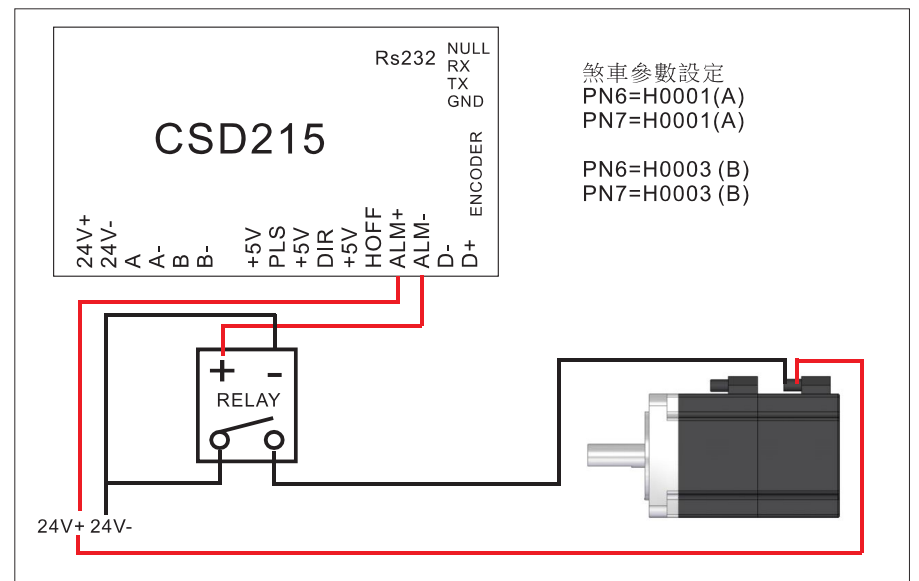 Rs232
NULL
RX
TX
GND
CSD215
ENCODER
24V+
24V-
A
A-
B
B-
+5V
PLS
+5V
DIR
+5V
HOFF
ALM+
ALM-
D-
D+
煞車參數設定
PN6=H0001(A)
PN7=H0001(A)
PN6=H0003 (B)
PN7=H0003 (B)
+ -
RELAY
24V+ 24V-